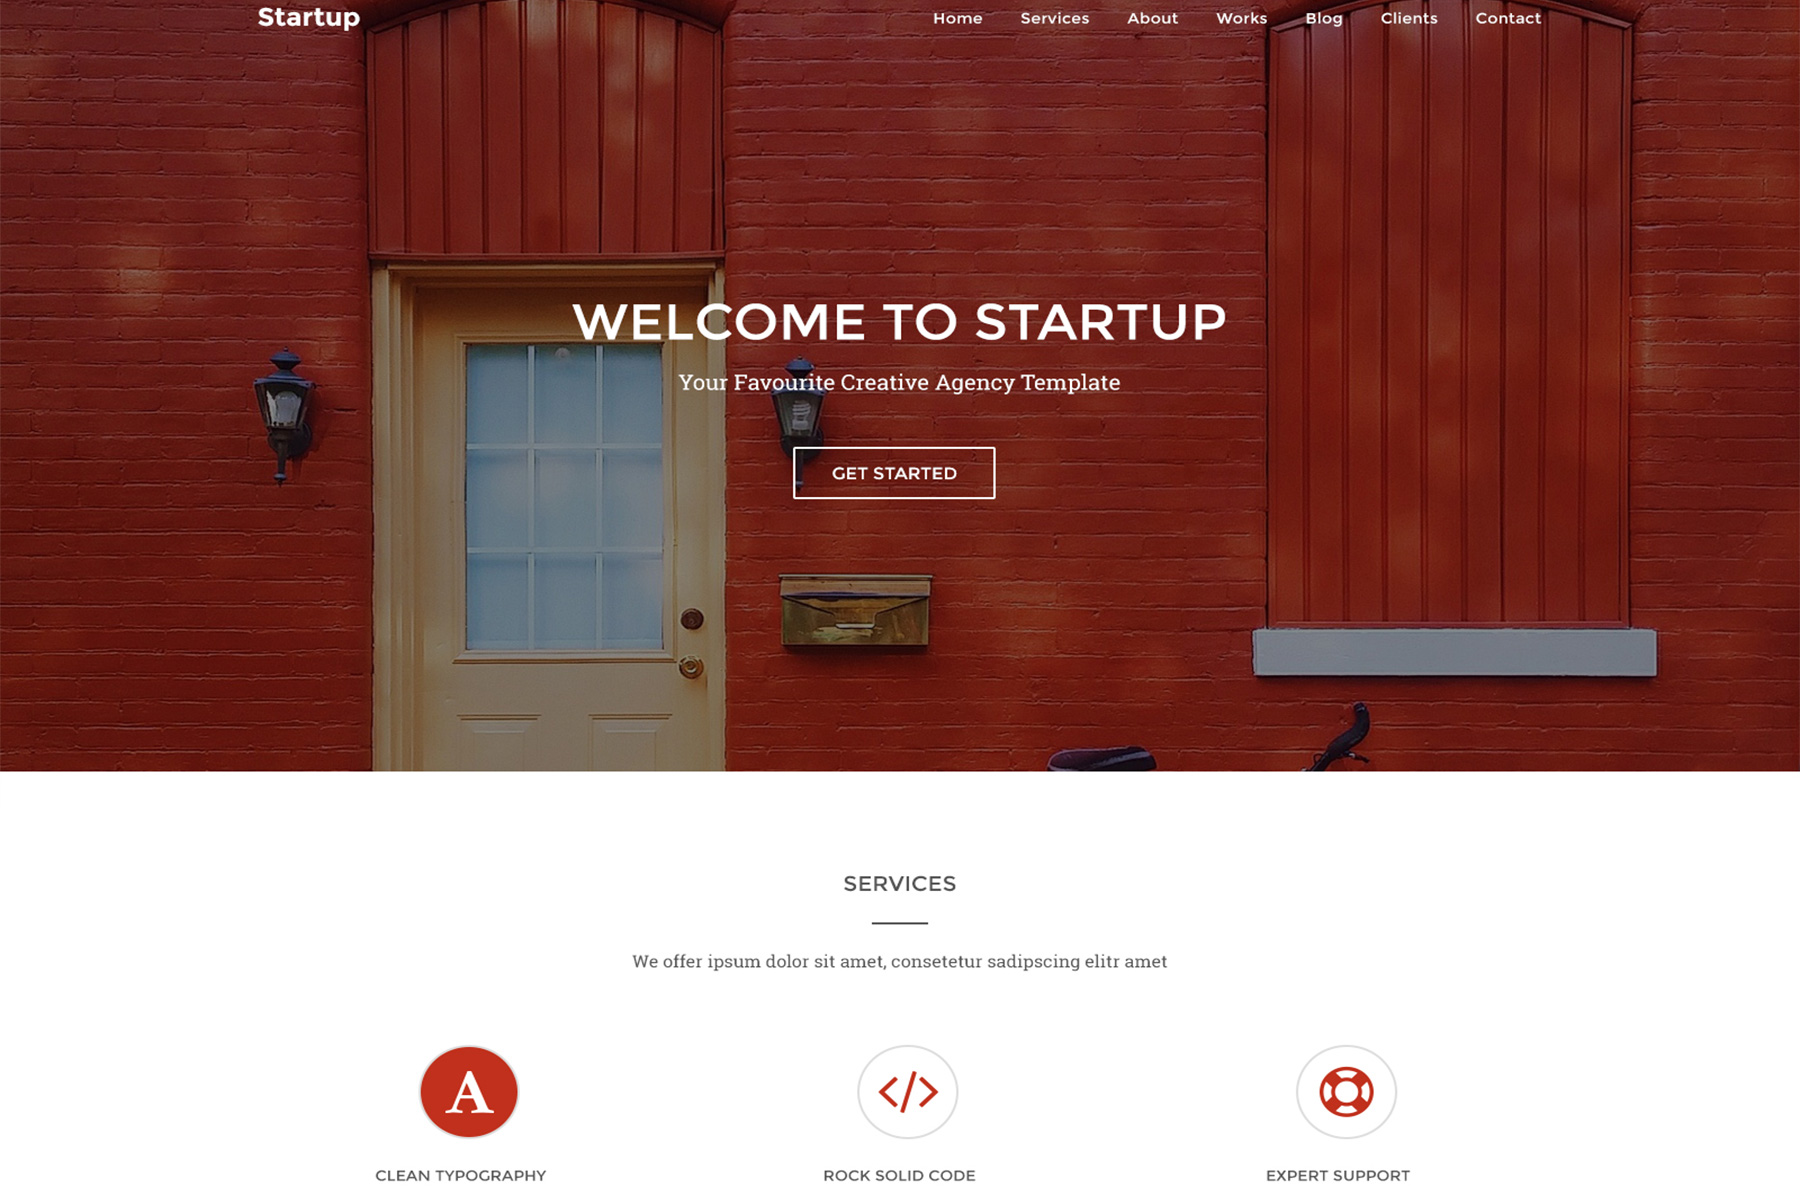 Startup
Home Services About Works Blog Clients Contact
WELCOME TO STARTUP
Your Favourite Creative Agency Template
GET STARTED
SERVICES
We offer ipsum dolor sit amet, consetetur sadipscing elitr amet
A
</>
CLEAN TYPOGRAPHY
ROCK SOLID CODE
EXPERT SUPPORT